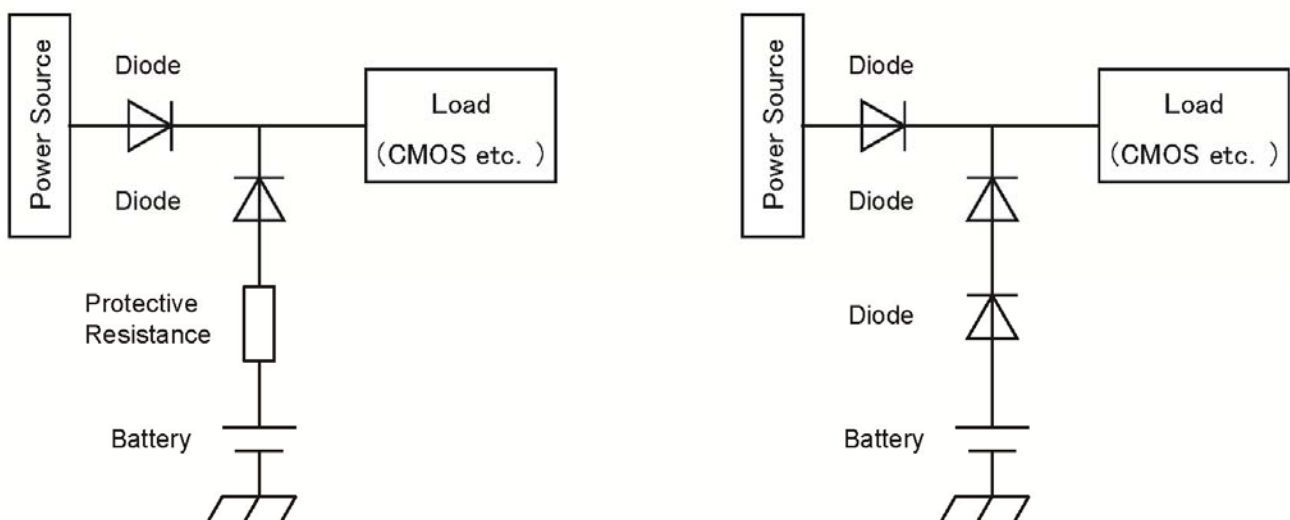 Power Source
Diode
Load
(CMOS etc. )
Diode
Protective
Resistance
Battery
Power Source
Diode
Load
(CMOS etc. )
Diode
Diode
Battery